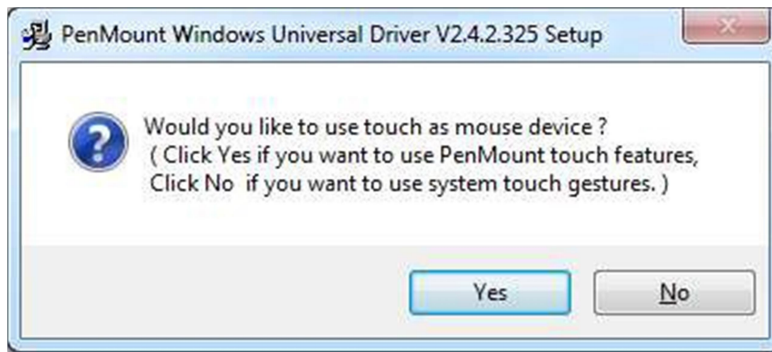 PenMount Windows Universal Driver V2.4.2.325 Setup
Would you like to use touch as mouse device ?
( Click Yes if you want to use PenMount touch features,
Click No  if you want to use system touch gestures. )
Yes
No